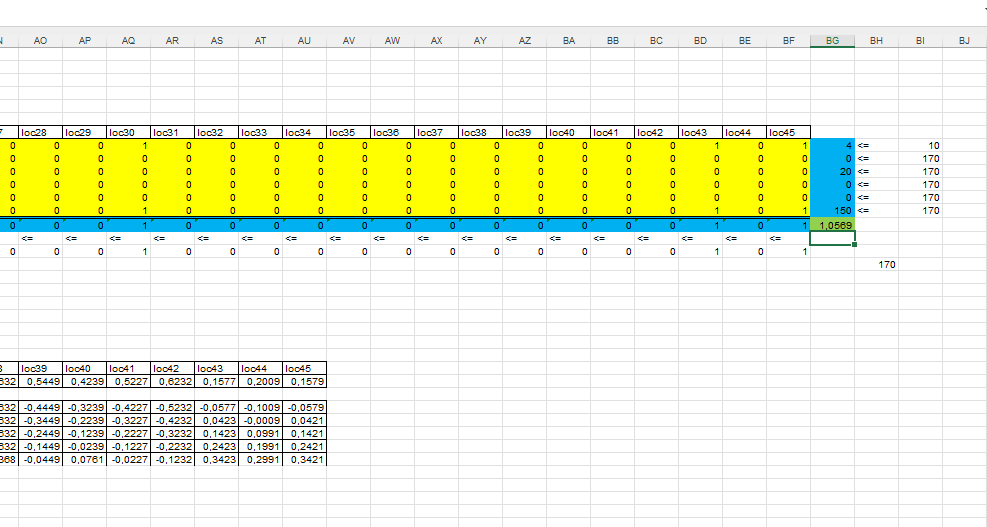 AO AP AQ AR AS AT AU AV AW AX AY AZ BA BB BC BD BE BF BG BH BI BJ
loc28 loc29 loc30 loc31 loc32 loc33 loc34 loc35 loc36 loc37 loc38 loc39 loc40 loc41 loc42 loc43 loc44 loc45
0 0 0 1 0 0 0 0 0 0 0 0 0 0 0 0 1 0 1 4 <= 10
0 0 0 0 0 0 0 0 0 0 0 0 0 0 0 0 0 0 0 0 <= 170
0 0 0 0 0 0 0 0 0 0 0 0 0 0 0 0 0 0 0 20 <= 170
0 0 0 0 0 0 0 0 0 0 0 0 0 0 0 0 0 0 0 0 <= 170
0 0 0 0 0 0 0 0 0 0 0 0 0 0 0 0 0 0 0 0 <= 170
0 0 0 1 0 0 0 0 0 0 0 0 0 0 0 0 1 0 1 150 <= 170
0 0 0 1 0 0 0 0 0 0 0 0 0 0 0 0 1 0 1 1,0569
<= <= <= <= <= <= <= <= <= <= <= <= <= <= <= <= <= <=
0 0 0 1 0 0 0 0 0 0 0 0 0 0 0 0 1 0 1
170
loc39 loc40 loc41 loc42 loc43 loc44 loc45
0,5449 0,4239 0,5227 0,6232 0,1577 0,2009 0,1579
-0,4449 -0,3239 -0,4227 -0,5232 -0,0577 -0,1009 -0,0579
-0,3449 -0,2239 -0,3227 -0,4232 0,0423 -0,0009 0,0421
-0,2449 -0,1239 -0,2227 -0,3232 0,1423 0,0991 0,1421
-0,1449 -0,0239 -0,1227 -0,2232 0,2423 0,1991 0,2421
-0,0449 0,0761 -0,0227 -0,1232 0,3423 0,2991 0,3421